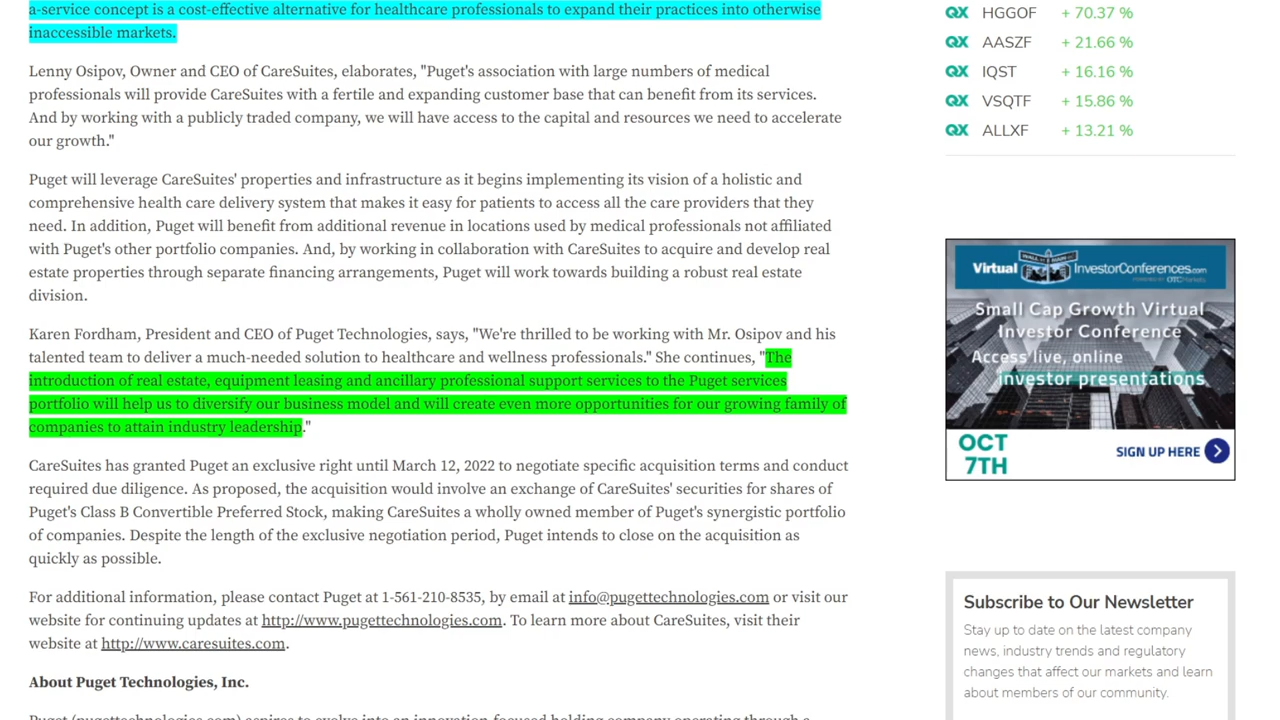 a-service concept is a cost-effective alternative for healthcare professionals to expand their practices into otherwise
inaccessible markets.
Lenny Osipov, Owner and CEO of CareSuites, elaborates, "Puget's association with large numbers of medical
professionals will provide CareSuites with a fertile and expanding customer base that can benefit from its services.
And by working with a publicly traded company, we will have access to the capital and resources we need to accelerate
our growth."
Puget will leverage CareSuites' properties and infrastructure as it begins implementing its vision of a holistic and
comprehensive health care delivery system that makes it easy for patients to access all the care providers that they
need. In addition, Puget will benefit from additional revenue in locations used by medical professionals not affiliated
with Puget's other portfolio companies. And, by working in collaboration with CareSuites to acquire and develop real
estate properties through separate financing arrangements, Puget will work towards building a robust real estate
division.
Karen Fordham, President and CEO of Puget Technologies, says, "We're thrilled to be working with Mr. Osipov and his
talented team to deliver a much-needed solution to healthcare and wellness professionals." She continues, "The
introduction of real estate, equipment leasing and ancillary professional support services to the Puget services
portfolio will help us to diversify our business model and will create even more opportunities for our growing family of
companies to attain industry leadership."
CareSuites has granted Puget an exclusive right until March 12, 2022 to negotiate specific acquisition terms and conduct
required due diligence. As proposed, the acquisition would involve an exchange of CareSuites' securities for shares of
Puget's Class B Convertible Preferred Stock, making CareSuites a wholly owned member of Puget's synergistic portfolio
of companies. Despite the length of the exclusive negotiation period, Puget intends to close on the acquisition as
quickly as possible.
For additional information, please contact Puget at 1-561-210-8535, by email at info@pugettechnologies.com or visit our
website for continuing updates at http://www.pugettechnologies.com. To learn more about CareSuites, visit their
website at http://www.caresuites.com.
About Puget Technologies, Inc.
Puget (pugettechnologies.com) aspires to evolve into an innovation-focused holding company operating through a
QX HGGOF + 70.37 %
QX AASZF + 21.66 %
QX IQST + 16.16 %
QX VSQTF + 15.86 %
QX ALLXF + 13.21 %
Virtual InvestorConferences.com
Small Cap Growth Virtual
Investor Conference
Access live, online
investor presentations
OCT
7TH
SIGN UP HERE
Subscribe to Our Newsletter
Stay up to date on the latest company
news, industry trends and regulatory
changes that affect our markets and learn
about members of our community.